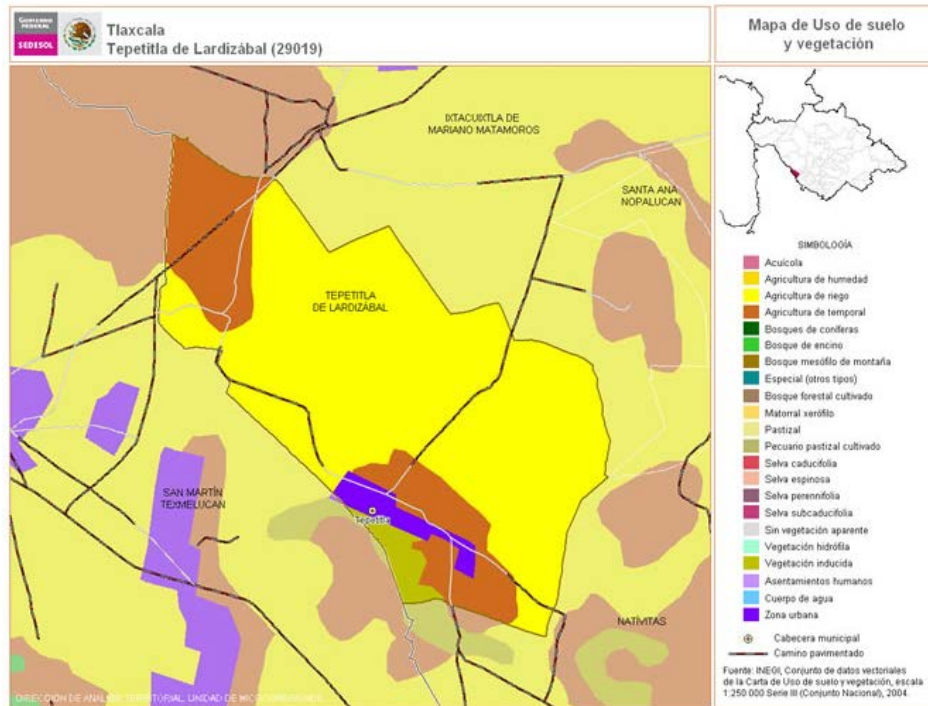 GOBIERNO
FEDERAL
SEDESOL
Tlaxcala
Tepetitla de Lardizábal (29019)
Mapa de Uso de suelo
y vegetación
IXTACUIXTLA DE
MARIANO MATAMOROS
SANTA ANA
NOPALUCAN
TEPETITLA
DE LARDIZÁBAL
SAN MARTÍN
TEXMELUCAN
Tepetitla
NATÍVITAS
DIRECCIÓN DE ANÁLISIS TERRITORIAL. UNIDAD DE MICRORREGIONES
SIMBOLOGÍA
Acuícola
Agricultura de humedad
Agricultura de riego
Agricultura de temporal
Bosques de coníferas
Bosque de encino
Bosque mesófilo de montaña
Especial (otros tipos)
Bosque forestal cultivado
Matorral xerófilo
Pastizal
Pecuario pastizal cultivado
Selva caducifolia
Selva espinosa
Selva perennifolia
Selva subcaducifolia
Sin vegetación aparente
Vegetación hidrófila
Vegetación inducida
Asentamientos humanos
Cuerpo de agua
Zona urbana
Cabecera municipal
Camino pavimentado
Fuente: INEGI, Conjunto de datos vectoriales
de la Carta de Uso de suelo y vegetación, escala
1:250 000 Serie III (Conjunto Nacional), 2004.